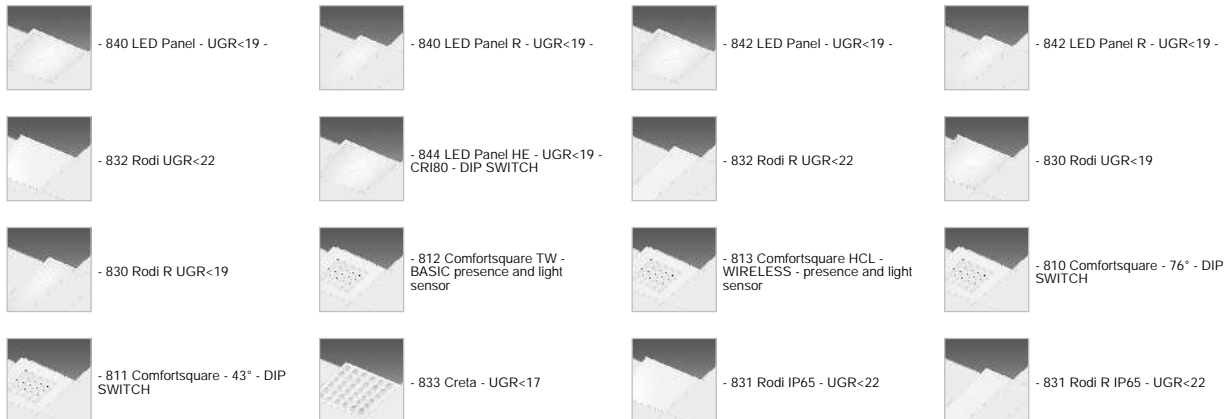 - 840 LED Panel - UGR<19 -
- 840 LED Panel R - UGR<19 -
- 842 LED Panel - UGR<19 -
- 842 LED Panel R - UGR<19 -
- 832 Rodi UGR<22
- 844 LED Panel HE - UGR<19 -
CRI80 - DIP SWITCH
- 832 Rodi R UGR<22
- 830 Rodi UGR<19
- 830 Rodi R UGR<19
- 812 Comfortsquare TW -
BASIC presence and light
sensor
- 813 Comfortsquare HCL -
WIRELESS - presence and light
sensor
- 810 Comfortsquare - 76° - DIP
SWITCH
- 811 Comfortsquare - 43° - DIP
SWITCH
- 833 Creta - UGR<17
- 831 Rodi IP65 - UGR<22
- 831 Rodi R IP65 - UGR<22